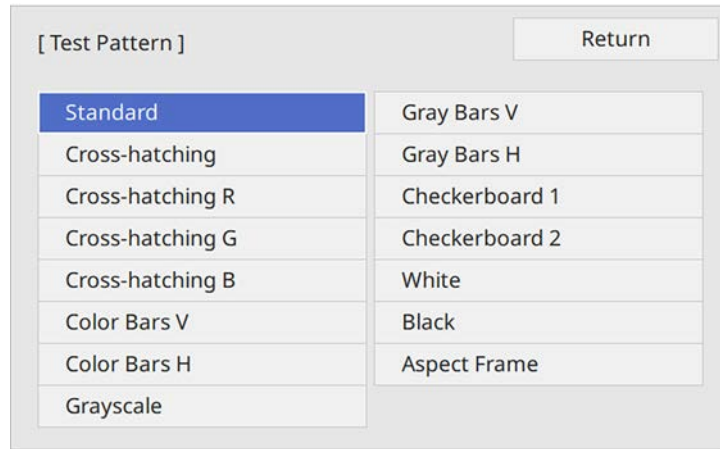 [ Test Pattern ]
Return
Standard
Cross-hatching
Cross-hatching R
Cross-hatching G
Cross-hatching B
Color Bars V
Color Bars H
Grayscale
Gray Bars V
Gray Bars H
Checkerboard 1
Checkerboard 2
White
Black
Aspect Frame